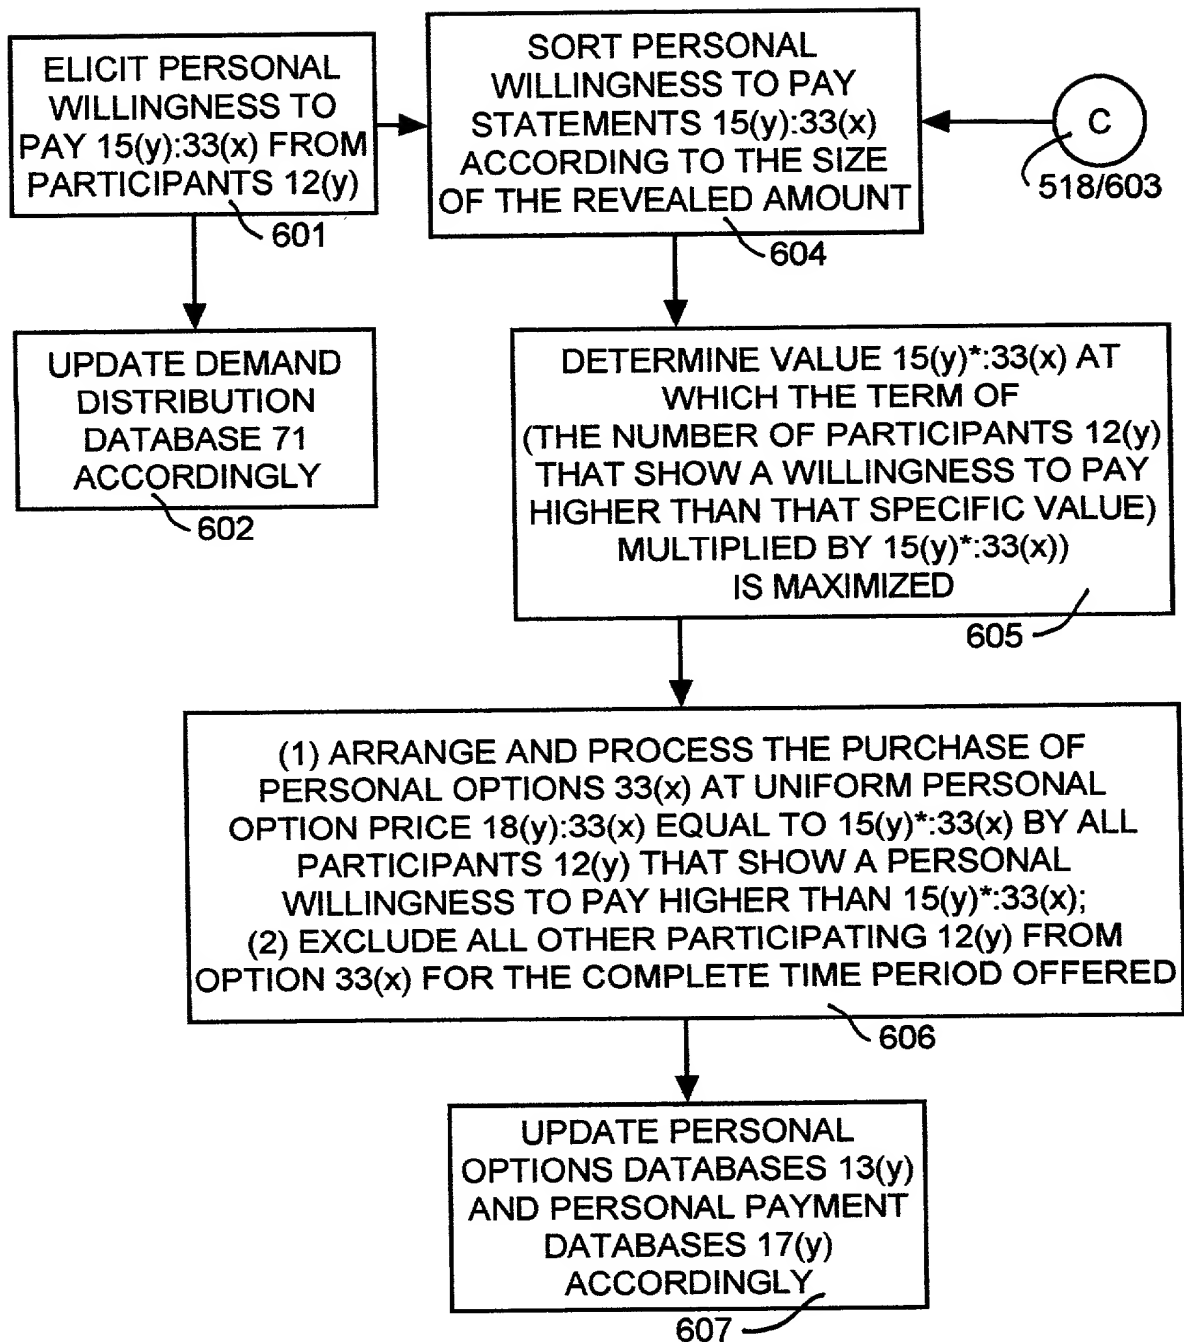 ELICIT PERSONAL
WILLINGNESS TO
PAY 15(y):33(x) FROM
PARTICIPANTS 12(y)
601
SORT PERSONAL
WILLINGNESS TO PAY
STATEMENTS 15(y):33(x)
ACCORDING TO THE SIZE
OF THE REVEALED AMOUNT
604
C
518/603
UPDATE DEMAND
DISTRIBUTION
DATABASE 71
ACCORDINGLY
602
DETERMINE VALUE 15(y)*:33(x) AT
WHICH THE TERM OF
(THE NUMBER OF PARTICIPANTS 12(y)
THAT SHOW A WILLINGNESS TO PAY
HIGHER THAN THAT SPECIFIC VALUE)
MULTIPLIED BY 15(y)*:33(x))
IS MAXIMIZED
605
(1) ARRANGE AND PROCESS THE PURCHASE OF
PERSONAL OPTIONS 33(x) AT UNIFORM PERSONAL
OPTION PRICE 18(y):33(x) EQUAL TO 15(y)*:33(x) BY ALL
PARTICIPANTS 12(y) THAT SHOW A PERSONAL
WILLINGNESS TO PAY HIGHER THAN 15(y)*:33(x);
(2) EXCLUDE ALL OTHER PARTICIPATING 12(y) FROM
OPTION 33(x) FOR THE COMPLETE TIME PERIOD OFFERED
606
UPDATE PERSONAL
OPTIONS DATABASES 13(y)
AND PERSONAL PAYMENT
DATABASES 17(y)
ACCORDINGLY
607